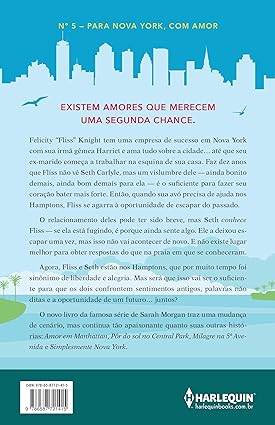 Nº 5 – PARA NOVA YORK, COM AMOR
EXISTEM AMORES QUE MERECEM
UMA SEGUNDA CHANCE.
Felicity "Fliss" Knight tem uma empresa de sucesso em Nova York
com sua irmã gêmea Harriet e ama tudo sobre a cidade... até que seu
ex-marido começa a trabalhar na esquina de sua casa. Faz dez anos
que Fliss não vê Seth Carlyle, mas um vislumbre dele — ainda bonito
demais, ainda bom demais para ela — é o suficiente para fazer seu
coração bater mais forte. Então, quando sua avó precisa de ajuda nos
Hamptons, Fliss se agarra à oportunidade de escapar do passado.
O relacionamento deles pode ter sido breve, mas Seth conhece
Fliss — se ela está fugindo, é porque ainda sente algo. Ele a deixou es-
capar uma vez, mas isso não vai acontecer de novo. E não existe lugar
melhor para obter respostas do que na praia em que se conheceram.
Agora, Fliss e Seth estão nos Hamptons, que por muito tempo foi
sinônimo de liberdade e alegria. Mas será que isso vai ser o suficien-
te para que os dois confrontem sentimentos antigos, palavras não
ditas e a oportunidade de um futuro... juntos?
O novo livro da famosa série de Sarah Morgan traz uma mudança
de cenário, mas continua tão apaixonante quanto suas outras histó-
rias: Amor em Manhattan, Pôr do sol no Central Park, Milagre na 5ª Ave-
nida e Simplesmente Nova York.
HARLEQUIN
harlequinbooks.com.br